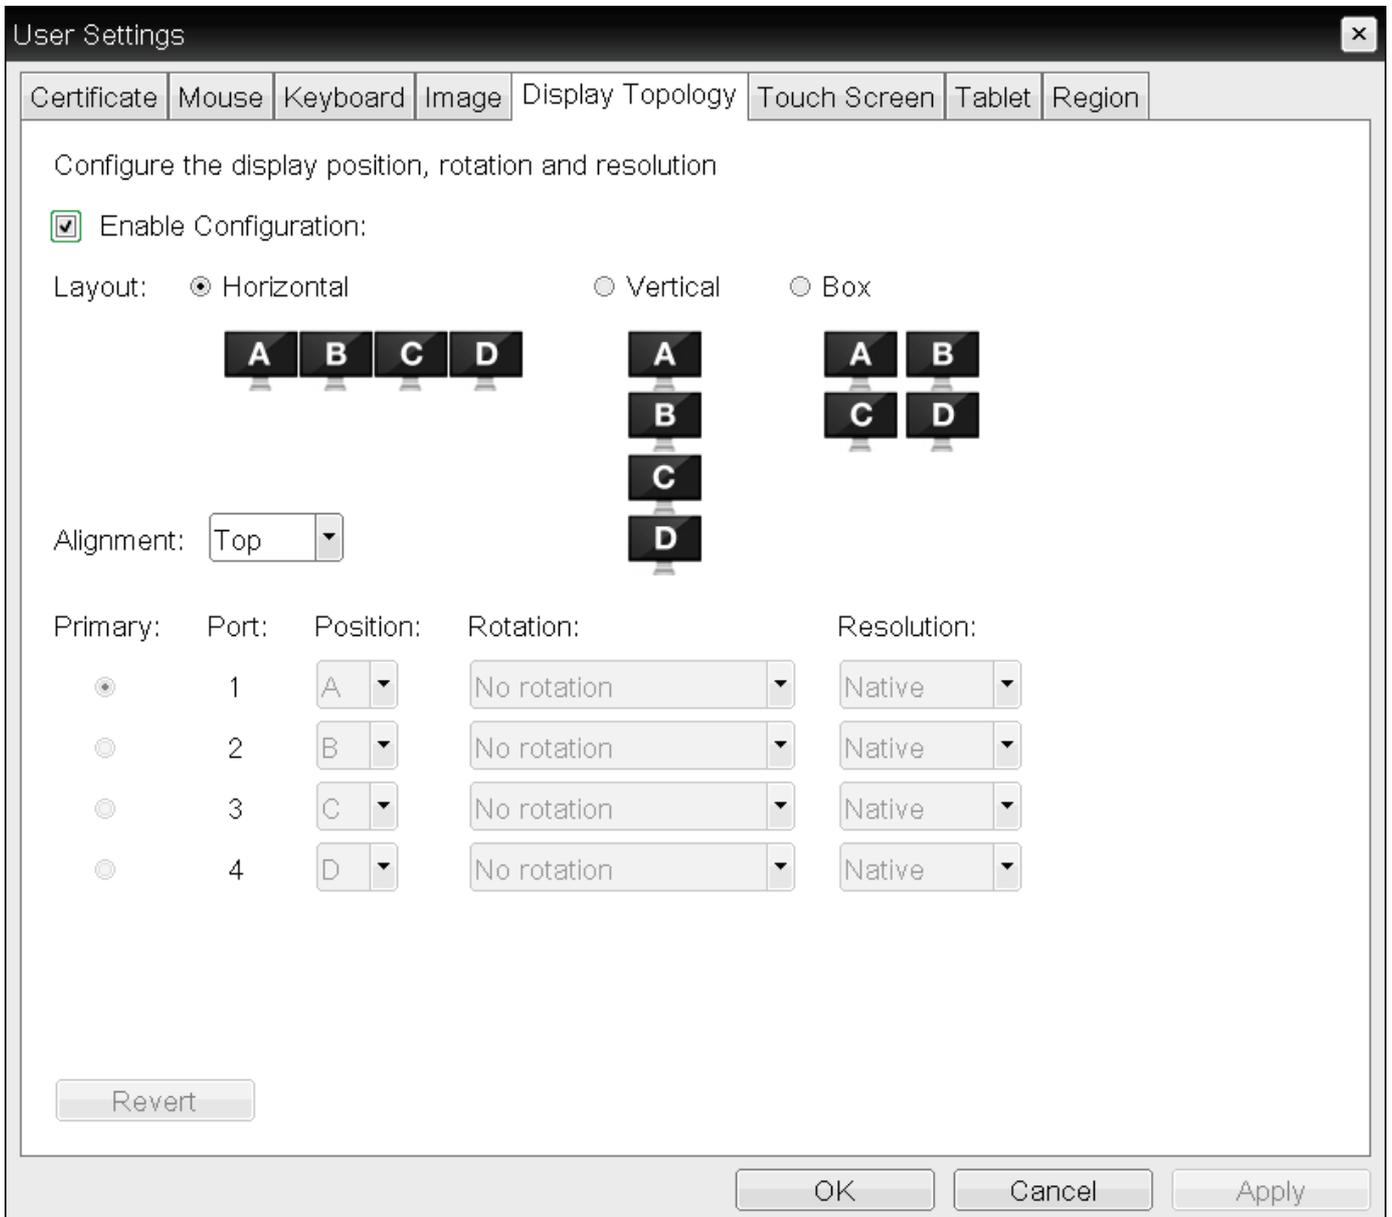 User Settings
Certificate Mouse Keyboard Image Display Topology Touch Screen Tablet Region
Configure the display position, rotation and resolution
Enable Configuration:
Layout: Horizontal Vertical Box
A B C D A A B
B C D
C
Alignment: Top D
Primary: Port: Position: Rotation: Resolution:
1 A No rotation Native
2 B No rotation Native
3 C No rotation Native
4 D No rotation Native
Revert
OK Cancel Apply